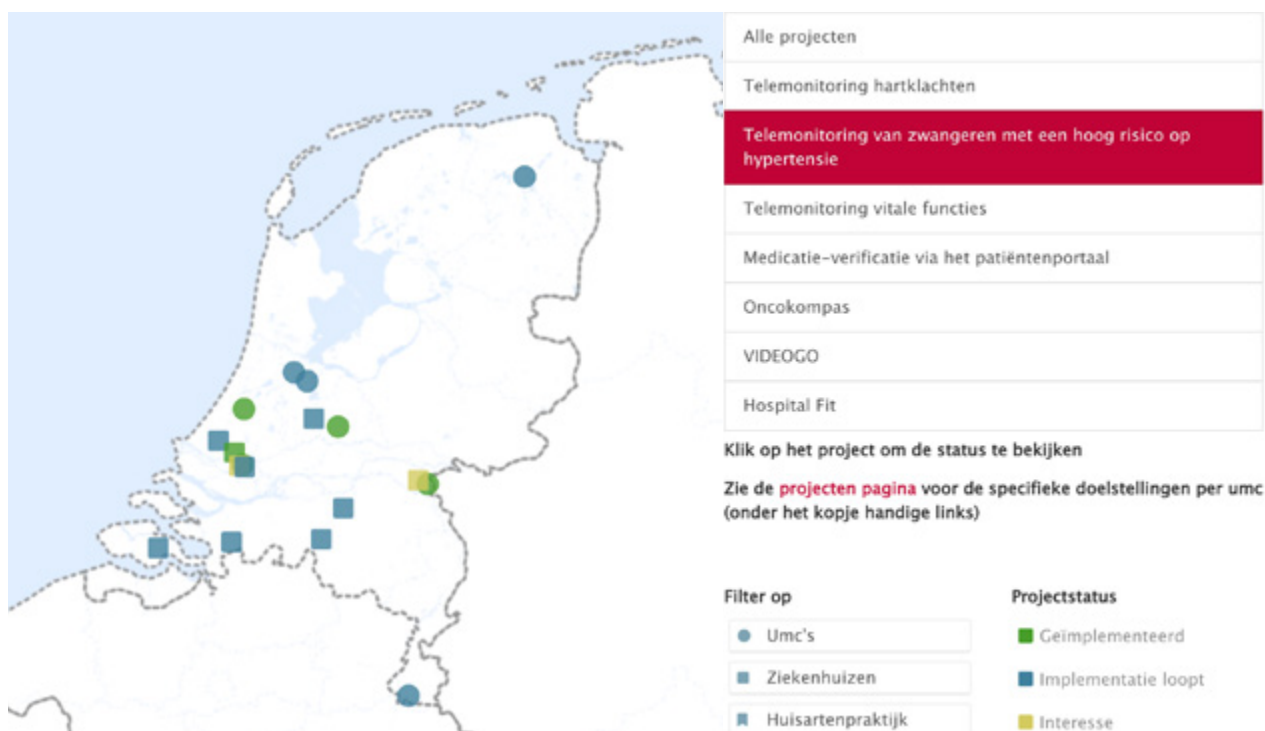 Alle projecten
Telemonitoring hartklachten
Telemonitoring van zwangeren met een hoog risico op
hypertensie
Telemonitoring vitale functies
Medicatie-verificatie via het patiëntenportaal
Oncokompas
VIDEOGO
Hospital Fit
Klik op het project om de status te bekijken
Zie de projecten pagina voor de specifieke doelstellingen per umc
(onder het kopje handige links)
Filter op
Umc's
Ziekenhuizen
Huisartenpraktijk
Projectstatus
Geïmplementeerd
Implementatie loopt
Interesse